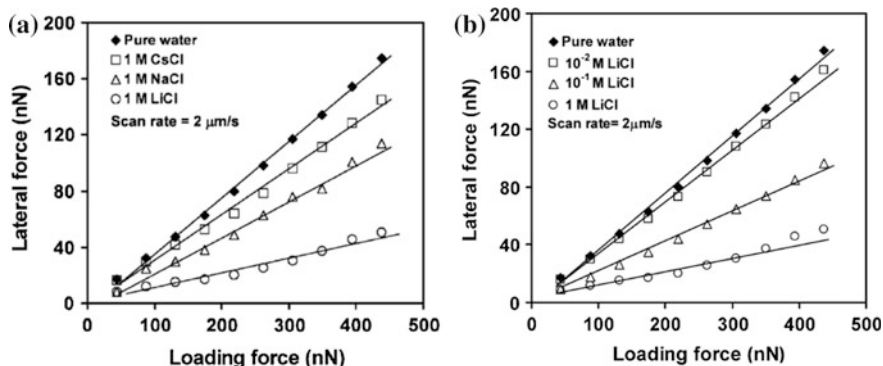 (a)
200
160
120
80
40
0
Lateral force (nN)
Pure water
1 M CsCl
1 M NaCl
1 M LiCl
Scan rate = 2 μm/s
0 100 200 300 400 500
Loading force (nN)
(b)
200
160
120
80
40
0
Lateral force (nN)
Pure water
10⁻² M LiCl
10⁻¹ M LiCl
1 M LiCl
Scan rate= 2μm/s
0 100 200 300 400 500
Loading force (nN)